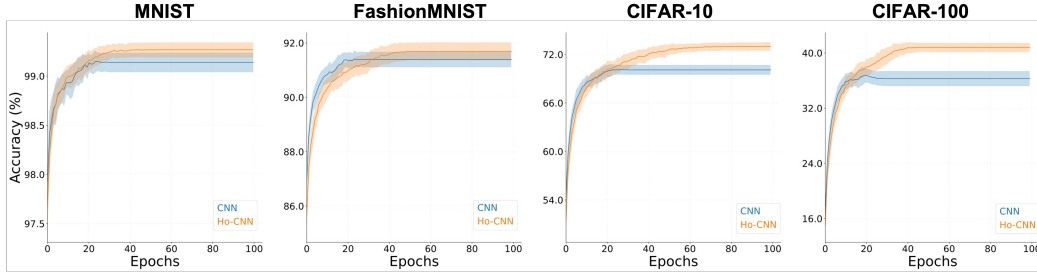 MNIST
FashionMNIST
CIFAR-10
CIFAR-100
Accuracy (%)
99.0
98.5
98.0
97.5
0 20 40 60 80 100
Epochs
CNN
Ho-CNN
92.0
90.0
88.0
86.0
0 20 40 60 80 100
Epochs
CNN
Ho-CNN
72.0
66.0
60.0
54.0
0 20 40 60 80 100
Epochs
CNN
Ho-CNN
40.0
32.0
24.0
16.0
0 20 40 60 80 100
Epochs
CNN
Ho-CNN